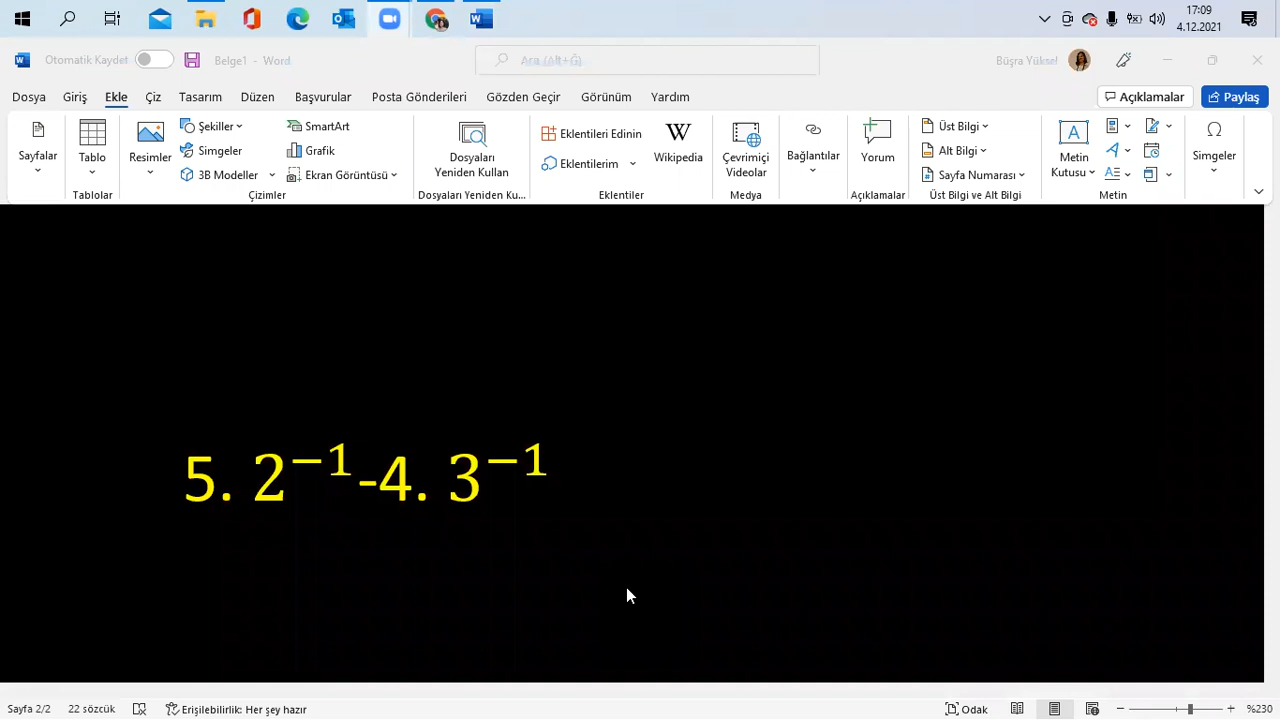 17:09
4.12.2021
Otomatik Kaydet Belge1 - Word Ara (Alt+G) Büşra Yüksel
Dosya Giriş Ekle Çiz Tasarım Düzen Başvurular Posta Gönderileri Gözden Geçir Görünüm Yardım Açıklamalar Paylaş
Sayfalar
Tablo
Tablolar
Resimler
Şekiller
Simgeler
3B Modeller
SmartArt
Grafik
Ekran Görüntüsü
Çizimler
Dosyaları
Yeniden Kullan
Dosyaları Yeniden Ku...
Eklentileri Edinin
Eklentilerim
Wikipedia
Eklentiler
Çevrimiçi
Videolar
Medya
Bağlantılar
Yorum
Açıklamalar
Üst Bilgi
Alt Bilgi
Sayfa Numarası
Üst Bilgi ve Alt Bilgi
Metin
Kutusu
Metin
Simgeler
5. 2⁻¹-4. 3⁻¹
Sayfa 2/2 22 sözcük Erişilebilirlik: Her şey hazır Odak %230